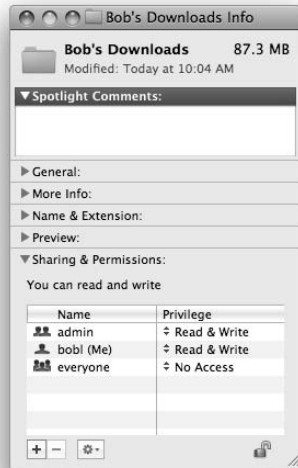 Bob's Downloads Info
Bob's Downloads 87.3 MB
Modified: Today at 10:04 AM
Spotlight Comments:
General:
More Info:
Name & Extension:
Preview:
Sharing & Permissions:
You can read and write
Name Privilege
admin Read & Write
bobl (Me) Read & Write
everyone No Access